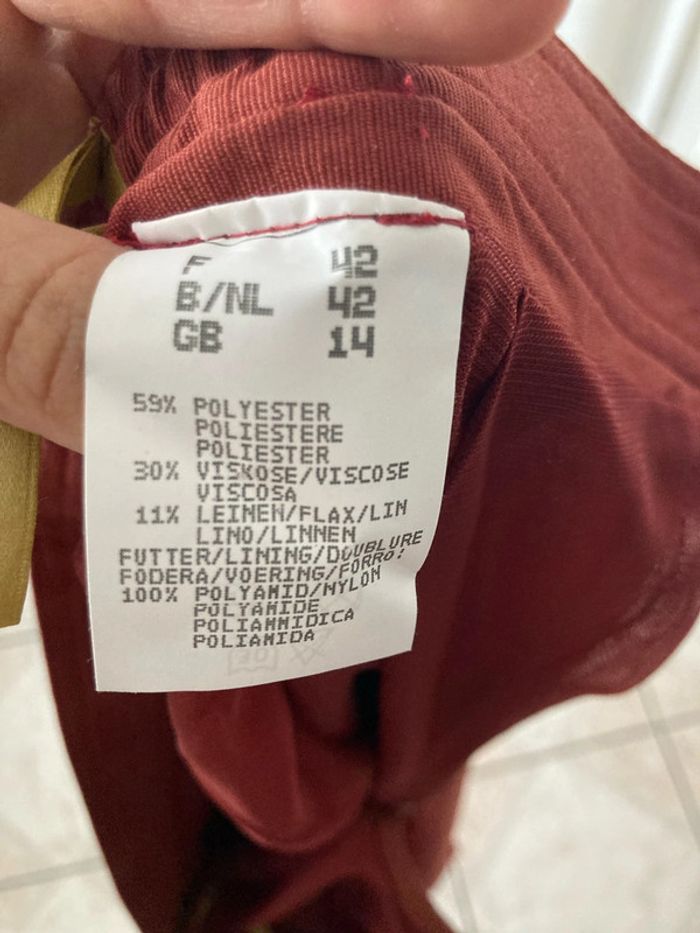 F 42
B/NL 42
GB 14
59% POLYESTER
POLIESTERE
POLIESTER
30% VISKOSE/VISCOSE
VISCOSA
11% LEINEN/FLAX/LIN
LINO/LINNEN
FUTTER/LINING/DOUBLURE
FODERA/VOERING/FORRO:
100% POLYAMID/NYLON
POLYAMIDE
POLIAMMIDICA
POLIAMIDA